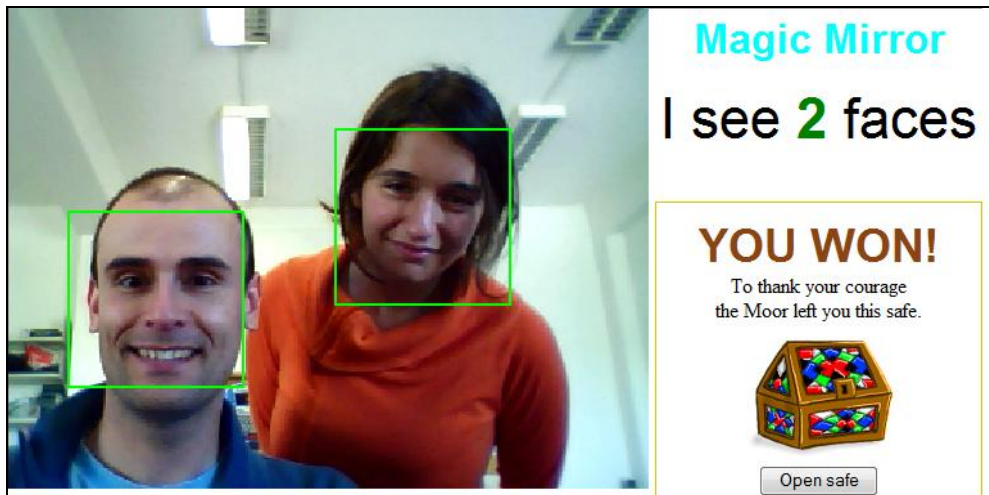 Magic Mirror
I see 2 faces
YOU WON!
To thank your courage
the Moor left you this safe.
Open safe